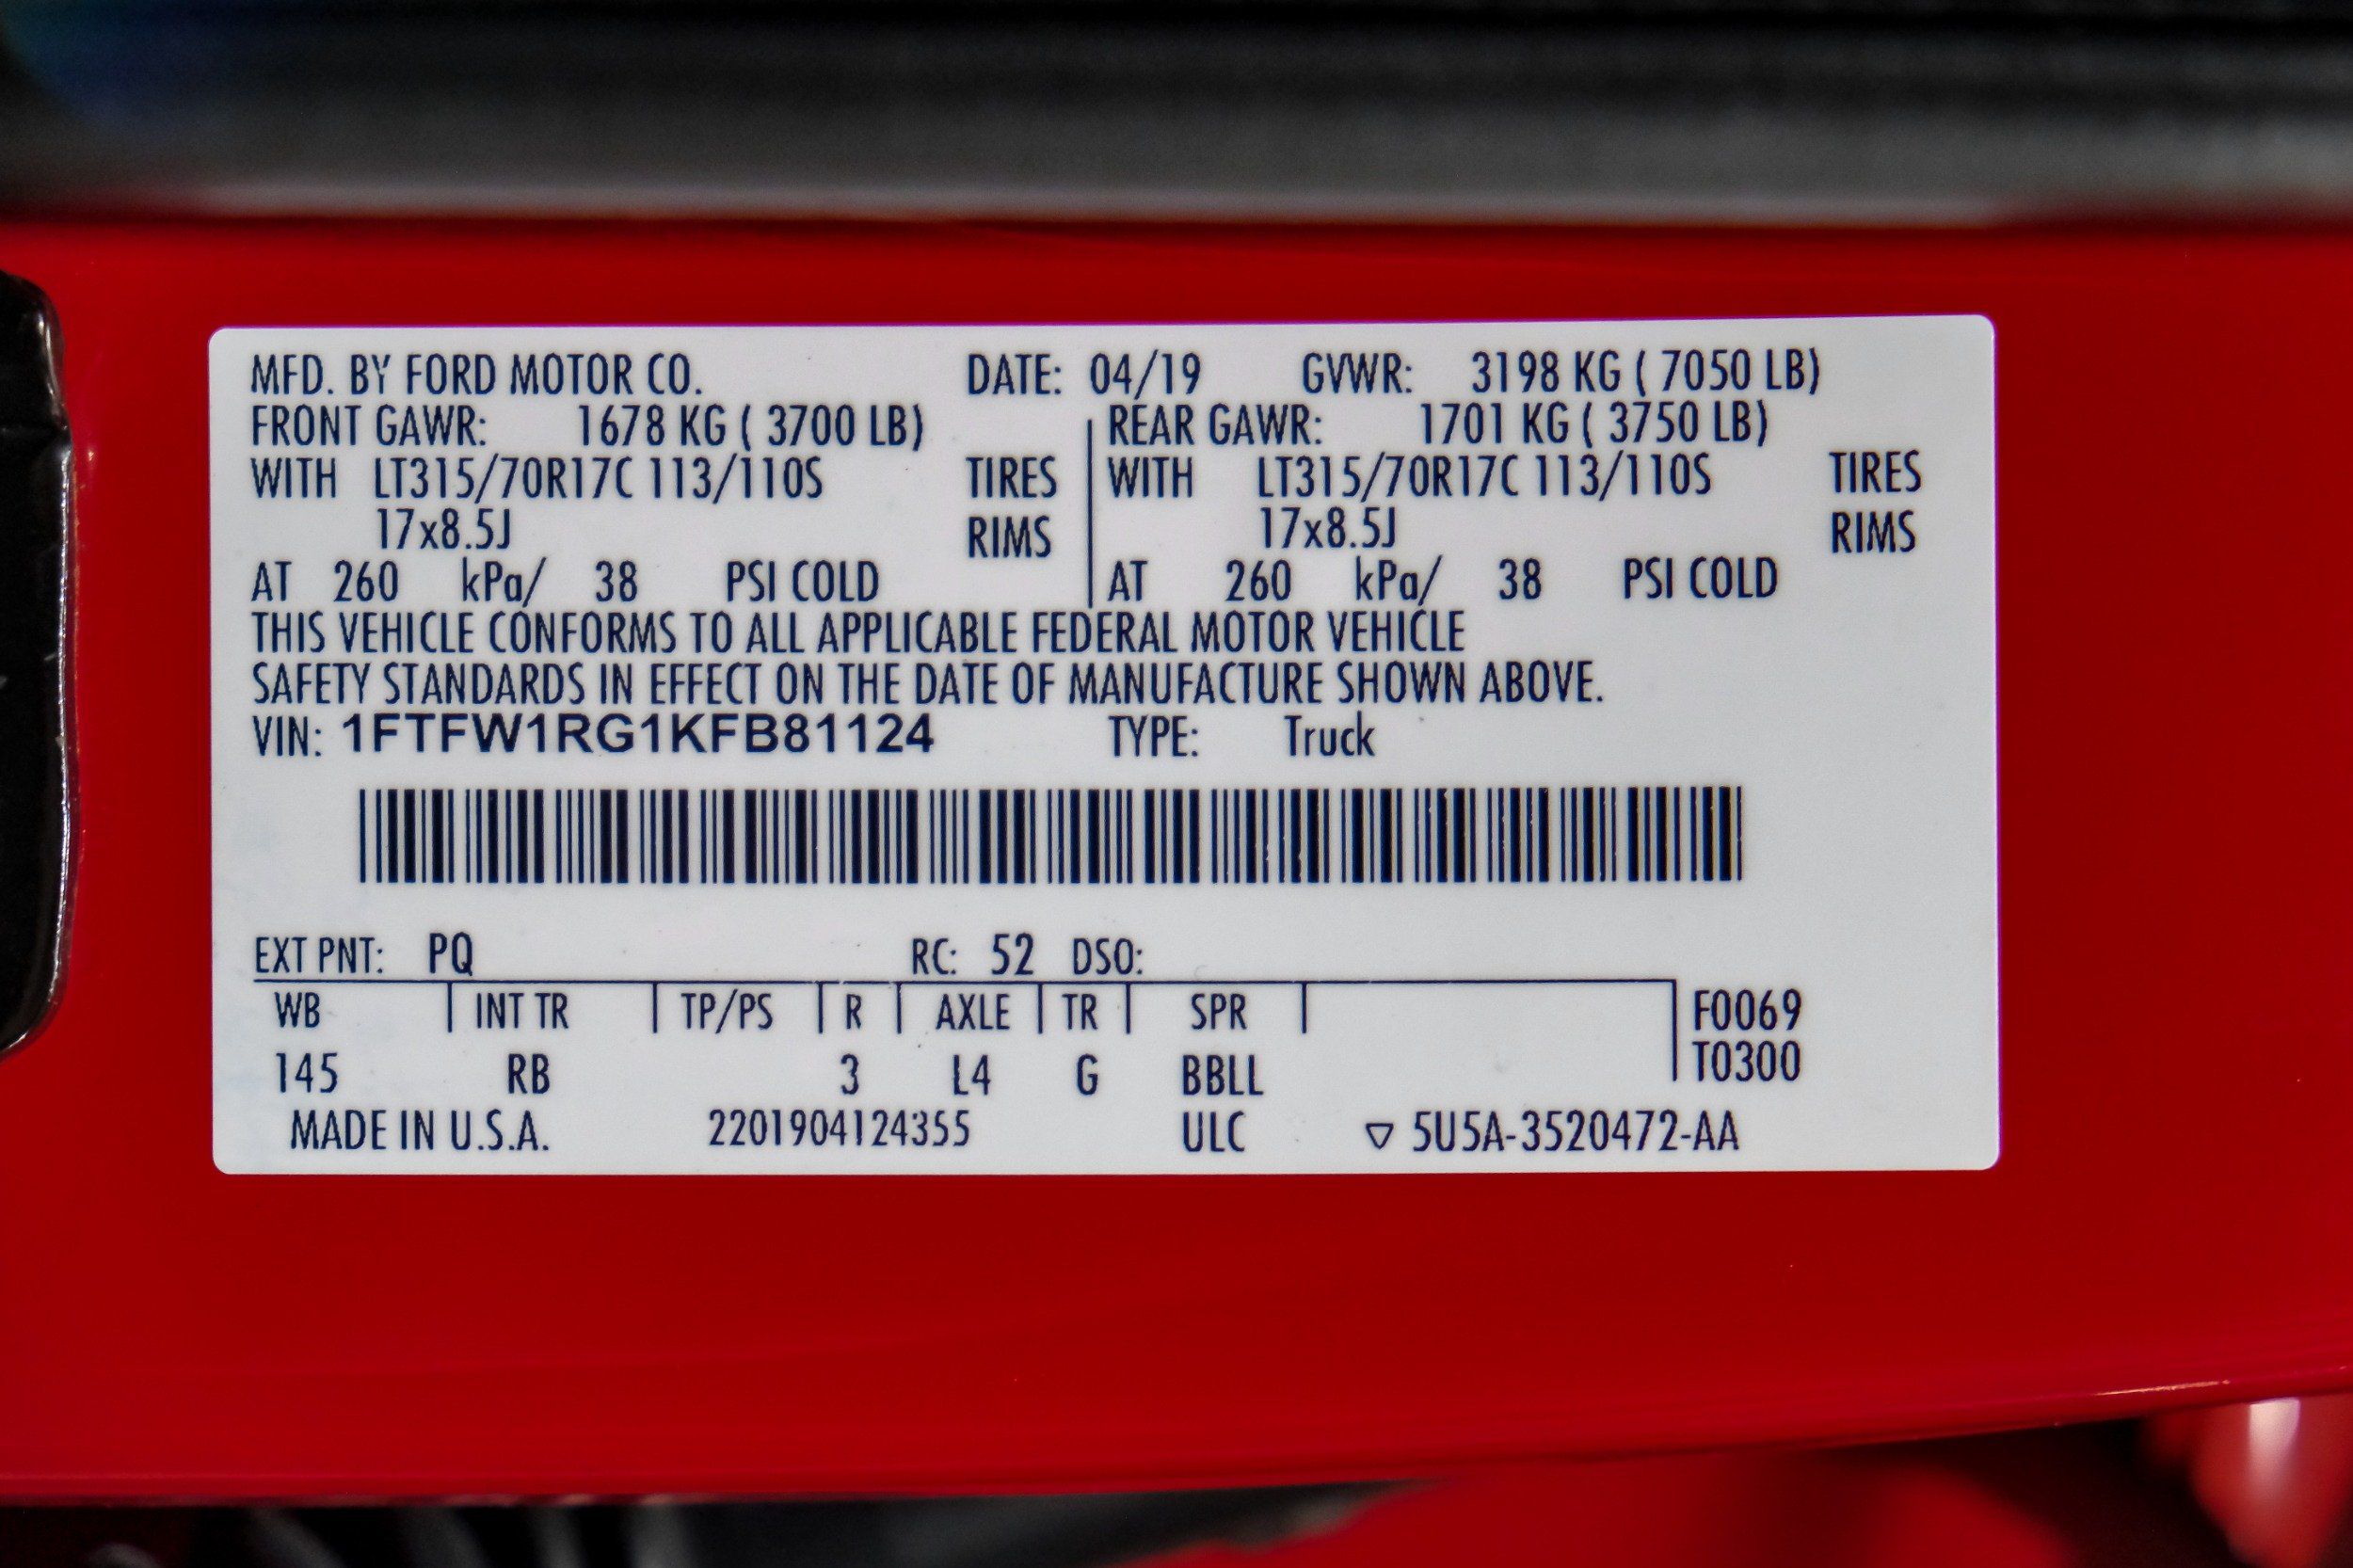 MFD. BY FORD MOTOR CO. DATE: 04/19 GVWR: 3198 KG ( 7050 LB)
FRONT GAWR: 1678 KG ( 3700 LB) REAR GAWR: 1701 KG ( 3750 LB)
WITH LT315/70R17C 113/110S TIRES WITH LT315/70R17C 113/110S TIRES
17x8.5J RIMS 17x8.5J RIMS
AT 260 kPa/ 38 PSI COLD AT 260 kPa/ 38 PSI COLD
THIS VEHICLE CONFORMS TO ALL APPLICABLE FEDERAL MOTOR VEHICLE
SAFETY STANDARDS IN EFFECT ON THE DATE OF MANUFACTURE SHOWN ABOVE.
VIN: 1FTFW1RG1KFB81124 TYPE: Truck
EXT PNT: PQ RC: 52 DSO:
WB INT TR TP/PS R AXLE TR SPR F0069
T0300
145 RB 3 L4 G BBLL
MADE IN U.S.A. 2201904124355 ULC ▽ 5U5A-3520472-AA